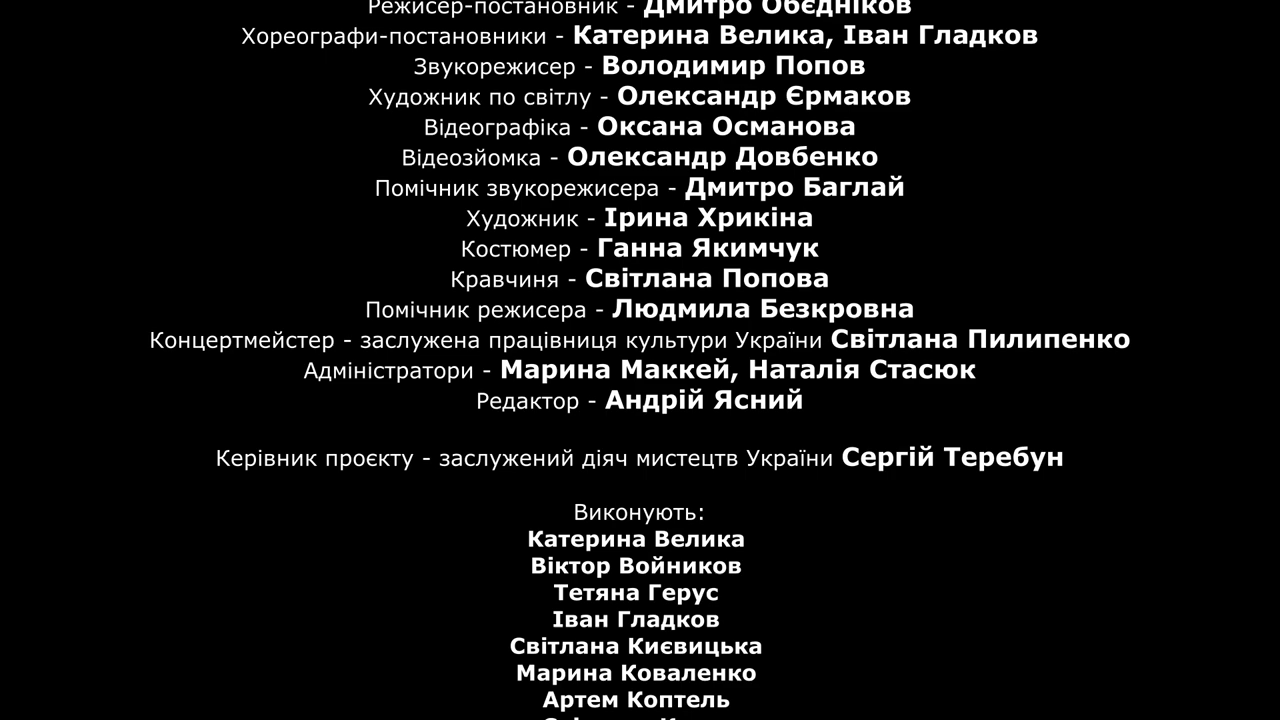 Режисер-постановник - Дмитро Обєдніков
Хореографи-постановники - Катерина Велика, Іван Гладков
Звукорежисер - Володимир Попов
Художник по світлу - Олександр Єрмаков
Відеографіка - Оксана Османова
Відеозйомка - Олександр Довбенко
Помічник звукорежисера - Дмитро Баглай
Художник - Ірина Хрикіна
Костюмер - Ганна Якимчук
Кравчиня - Світлана Попова
Помічник режисера - Людмила Безкровна
Концертмейстер - заслужена працівниця культури України Світлана Пилипенко
Адміністратори - Марина Маккей, Наталія Стасюк
Редактор - Андрій Ясний
Керівник проєкту - заслужений діяч мистецтв України Сергій Теребун
Виконують:
Катерина Велика
Віктор Войников
Тетяна Герус
Іван Гладков
Світлана Києвицька
Марина Коваленко
Артем Коптель